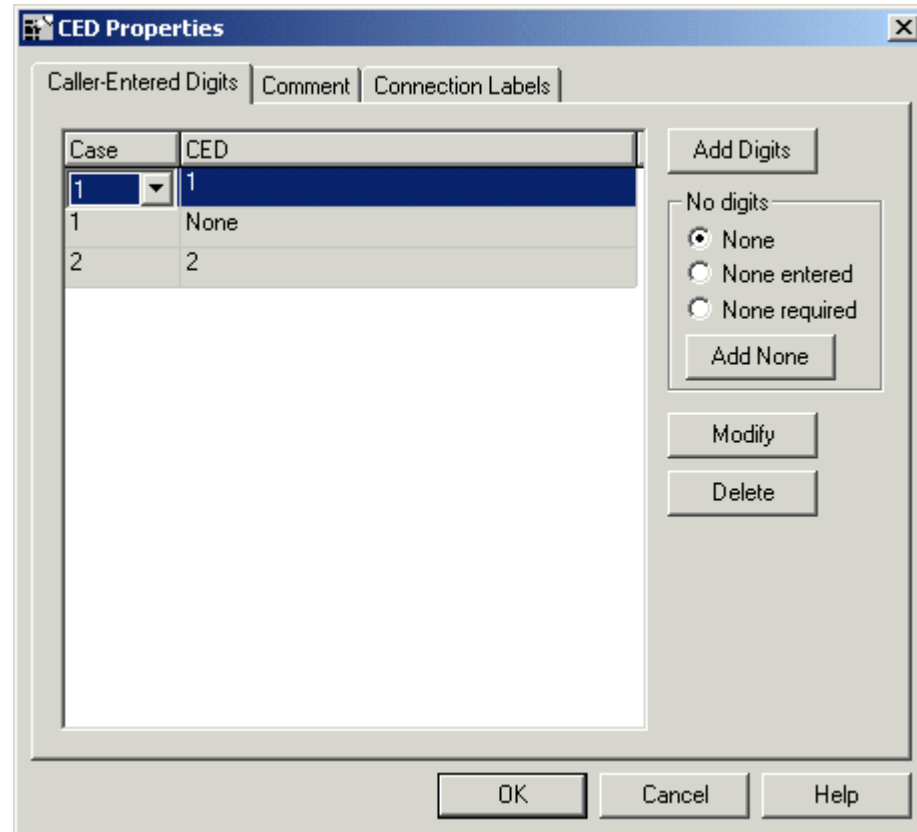 CED Properties
Caller-Entered Digits Comment Connection Labels
Case CED
1 1
1 None
2 2
Add Digits
No digits
None
None entered
None required
Add None
Modify
Delete
OK Cancel Help